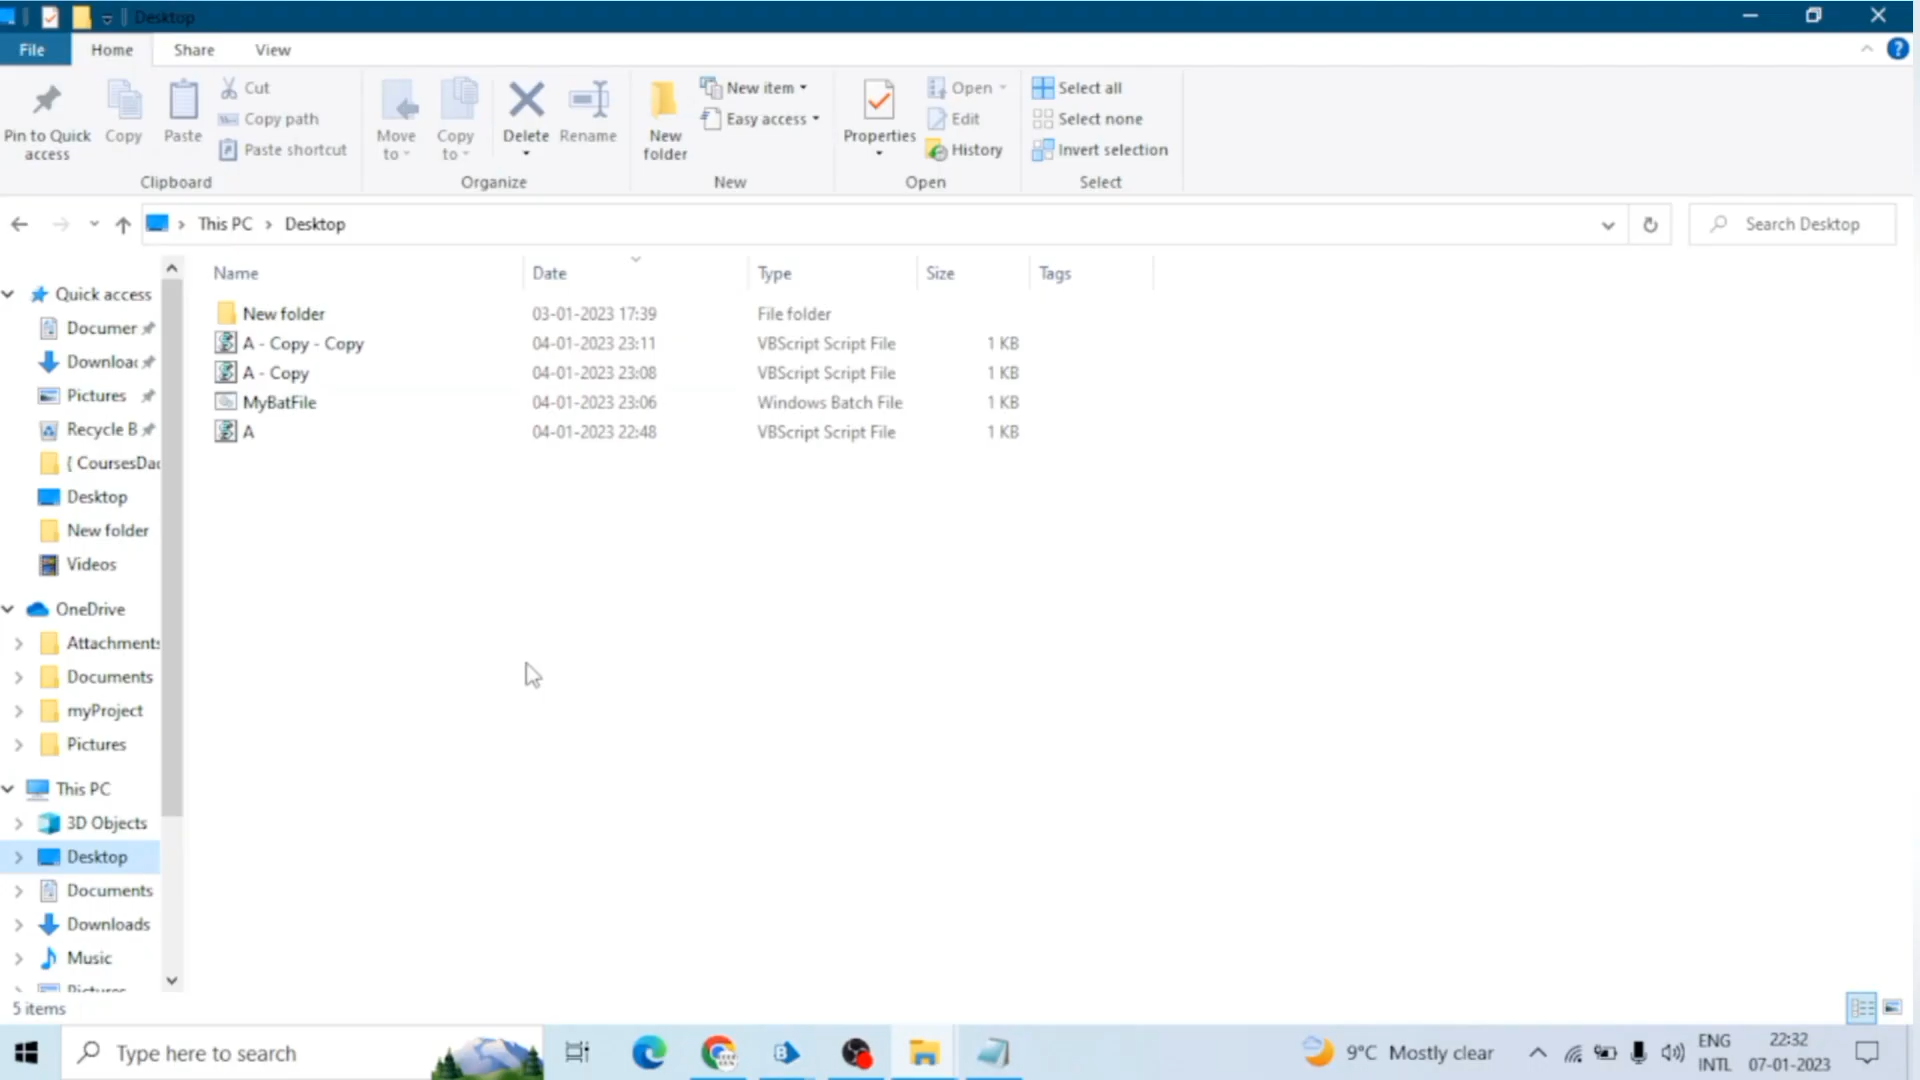 Desktop
File Home Share View
Pin to Quick access
Copy
Paste
Cut
Copy path
Paste shortcut
Clipboard
Move to
Copy to
Delete
Rename
Organize
New folder
New item
Easy access
New
Properties
Open
Edit
History
Open
Select all
Select none
Invert selection
Select
This PC > Desktop
Search Desktop
Name Date Type Size Tags
New folder 03-01-2023 17:39 File folder
A - Copy - Copy 04-01-2023 23:11 VBScript Script File 1 KB
A - Copy 04-01-2023 23:08 VBScript Script File 1 KB
MyBatFile 04-01-2023 23:06 Windows Batch File 1 KB
A 04-01-2023 22:48 VBScript Script File 1 KB
Quick access
Documer
Downloac
Pictures
Recycle B
{ CoursesDac
Desktop
New folder
Videos
OneDrive
Attachments
Documents
myProject
Pictures
This PC
3D Objects
Desktop
Documents
Downloads
Music
Pictures
5 items
Type here to search
9°C Mostly clear
ENG
INTL
22:32
07-01-2023